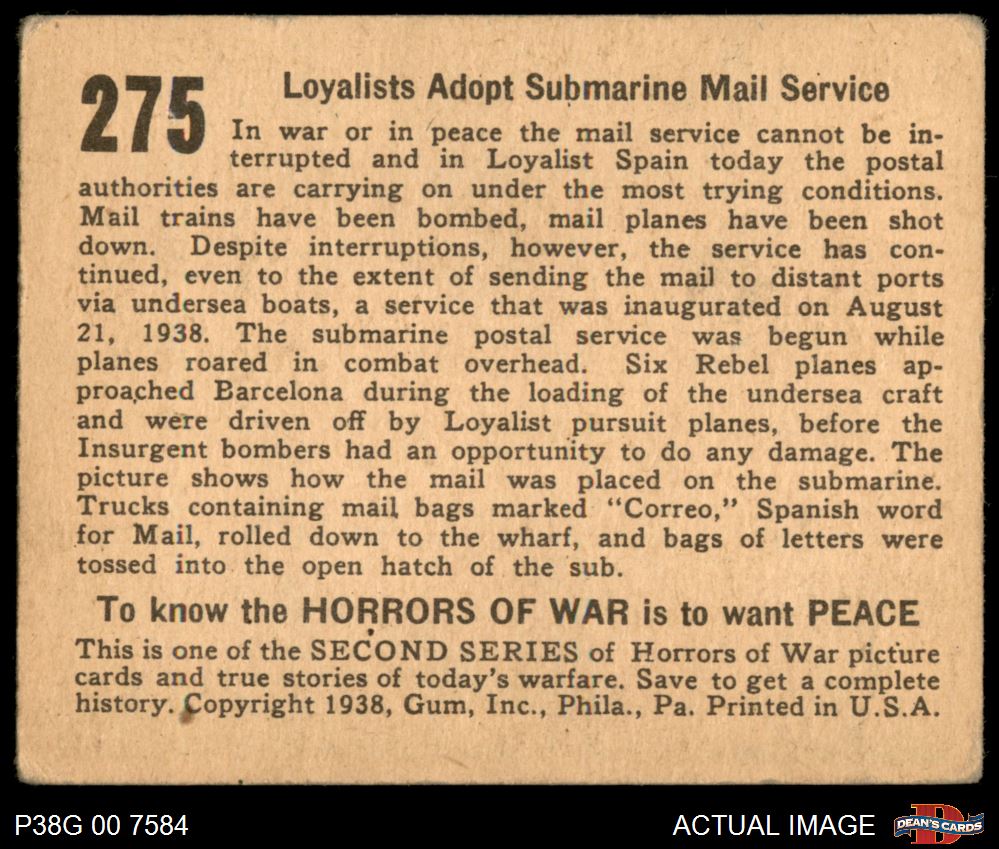 275
Loyalists Adopt Submarine Mail Service
In war or in peace the mail service cannot be in-
terrupted and in Loyalist Spain today the postal
authorities are carrying on under the most trying conditions.
Mail trains have been bombed, mail planes have been shot
down. Despite interruptions, however, the service has con-
tinued, even to the extent of sending the mail to distant ports
via undersea boats, a service that was inaugurated on August
21, 1938. The submarine postal service was begun while
planes roared in combat overhead. Six Rebel planes ap-
proached Barcelona during the loading of the undersea craft
and were driven off by Loyalist pursuit planes, before the
Insurgent bombers had an opportunity to do any damage. The
picture shows how the mail was placed on the submarine.
Trucks containing mail bags marked "Correo," Spanish word
for Mail, rolled down to the wharf, and bags of letters were
tossed into the open hatch of the sub.
To know the HORRORS OF WAR is to want PEACE
This is one of the SECOND SERIES of Horrors of War picture
cards and true stories of today's warfare. Save to get a complete
history. Copyright 1938, Gum, Inc., Phila., Pa. Printed in U.S.A.
P38G 00 7584
ACTUAL IMAGE
D
DEAN'S CARDS